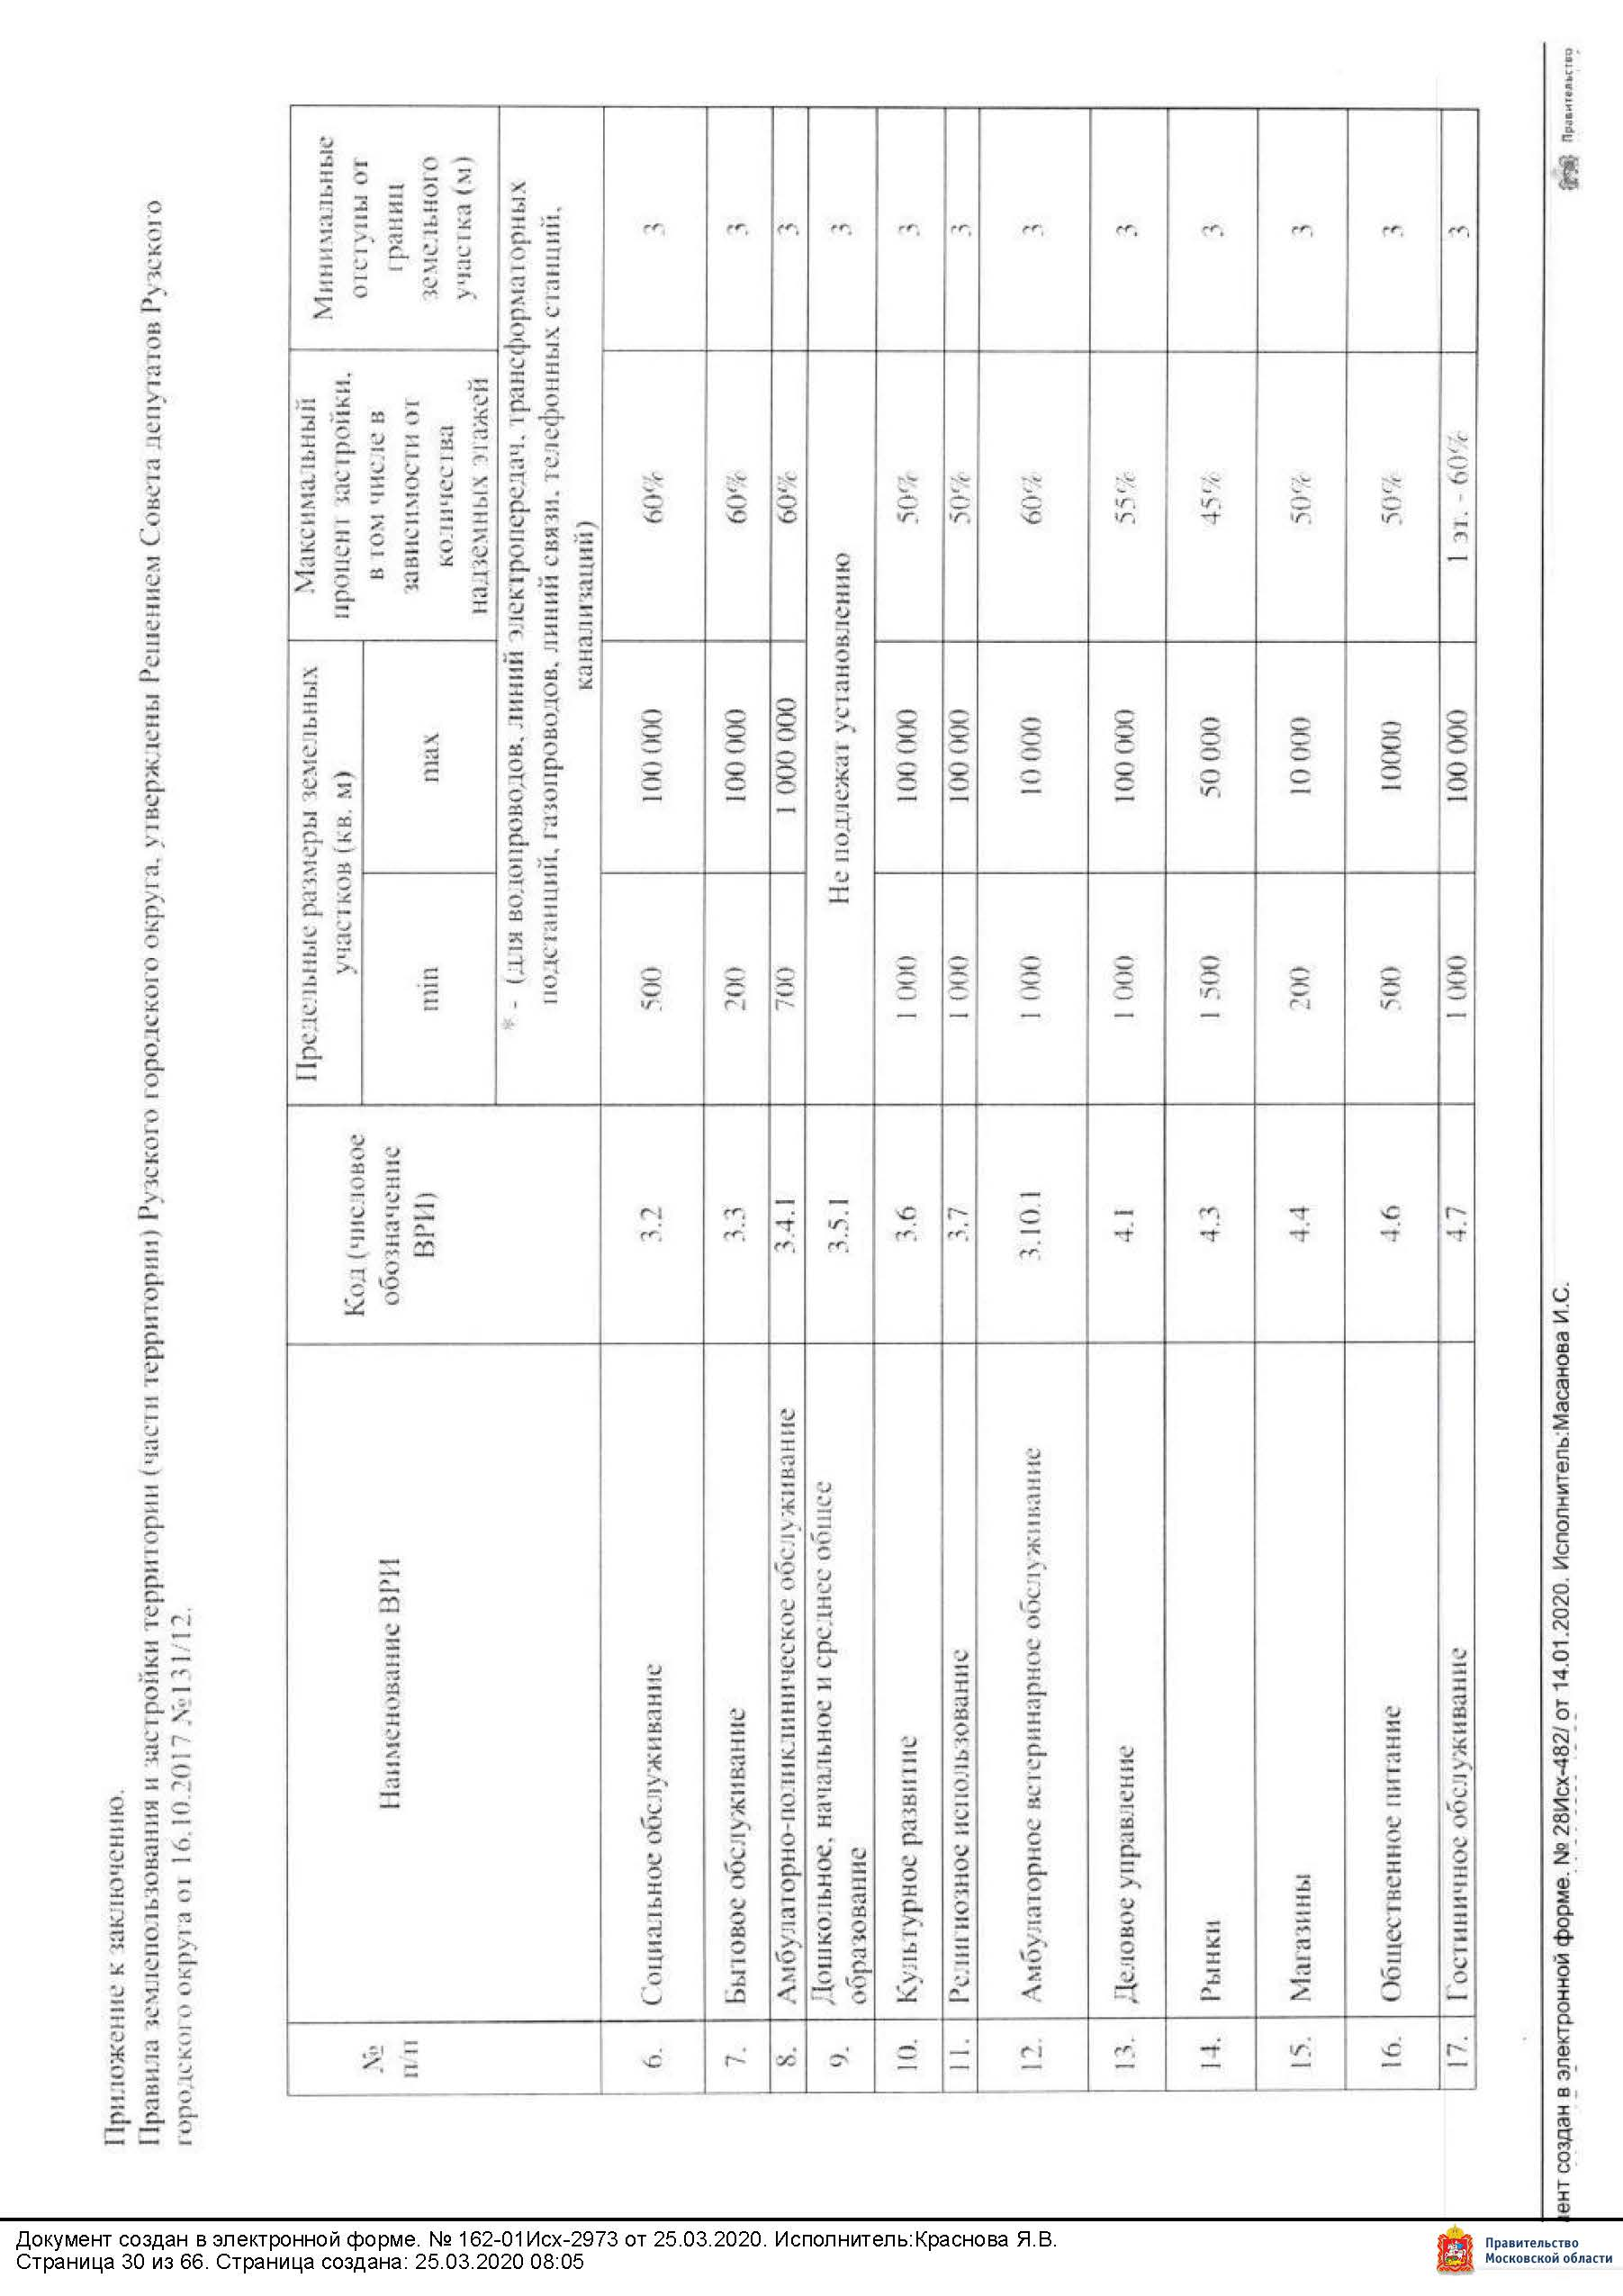 Приложение к заключению.
Правила землепользования и застройки территории (части территории) Рузского городского округа, утверждены Решением Совета депутатов Рузского
городского округа от 16.10.2017 №131/12.
№ п/п
Наименование ВРИ
Код (числовое обозначение ВРИ)
Предельные размеры земельных участков (кв. м)
min
max
Максимальный процент застройки, в том числе в зависимости от количества надземных этажей
Минимальные отступы от границ земельного участка (м)
* - (для водопроводов, линий электропередач, трансформаторных
подстанций, газопроводов, линий связи, телефонных станций,
канализаций)
6. Социальное обслуживание 3.2 500 100 000 60% 3
7. Бытовое обслуживание 3.3 200 100 000 60% 3
8. Амбулаторно-поликлиническое обслуживание 3.4.1 700 1 000 000 60% 3
9. Дошкольное, начальное и среднее общее образование 3.5.1 Не подлежат установлению 3
10. Культурное развитие 3.6 1 000 100 000 50% 3
11. Религиозное использование 3.7 1 000 100 000 50% 3
12. Амбулаторное ветеринарное обслуживание 3.10.1 1 000 10 000 60% 3
13. Деловое управление 4.1 1 000 100 000 55% 3
14. Рынки 4.3 1 500 50 000 45% 3
15. Магазины 4.4 200 10 000 50% 3
16. Общественное питание 4.6 500 10000 50% 3
17. Гостиничное обслуживание 4.7 1 000 100 000 1 эт. - 60% 3
ент создан в электронной форме. № 28Исх-482/ от 14.01.2020. Исполнитель:Масанова И.С.
Правительство
Документ создан в электронной форме. № 162-01Исх-2973 от 25.03.2020. Исполнитель:Краснова Я.В.
Страница 30 из 66. Страница создана: 25.03.2020 08:05
Правительство
Московской области